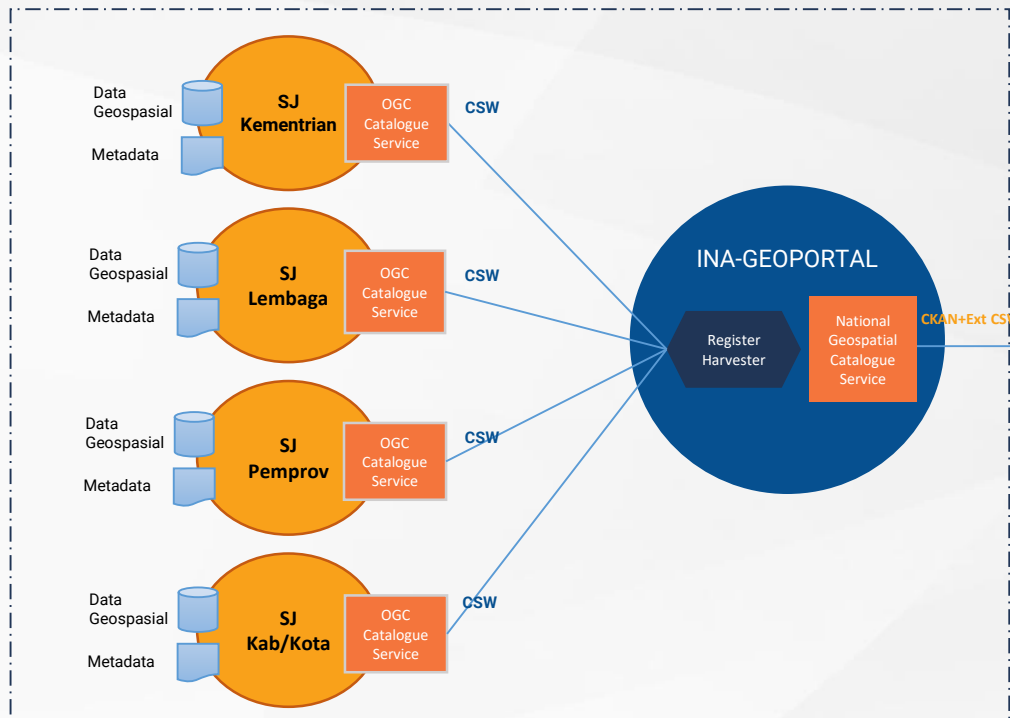 Data
Geospasial
Metadata
SJ
Kementrian
OGC
Catalogue
Service
CSW
Data
Geospasial
Metadata
SJ
Lembaga
OGC
Catalogue
Service
CSW
Data
Geospasial
Metadata
SJ
Pemprov
OGC
Catalogue
Service
CSW
Data
Geospasial
Metadata
SJ
Kab/Kota
OGC
Catalogue
Service
CSW
INA-GEOPORTAL
Register
Harvester
National
Geospatial
Catalogue
Service
CKAN+Ext